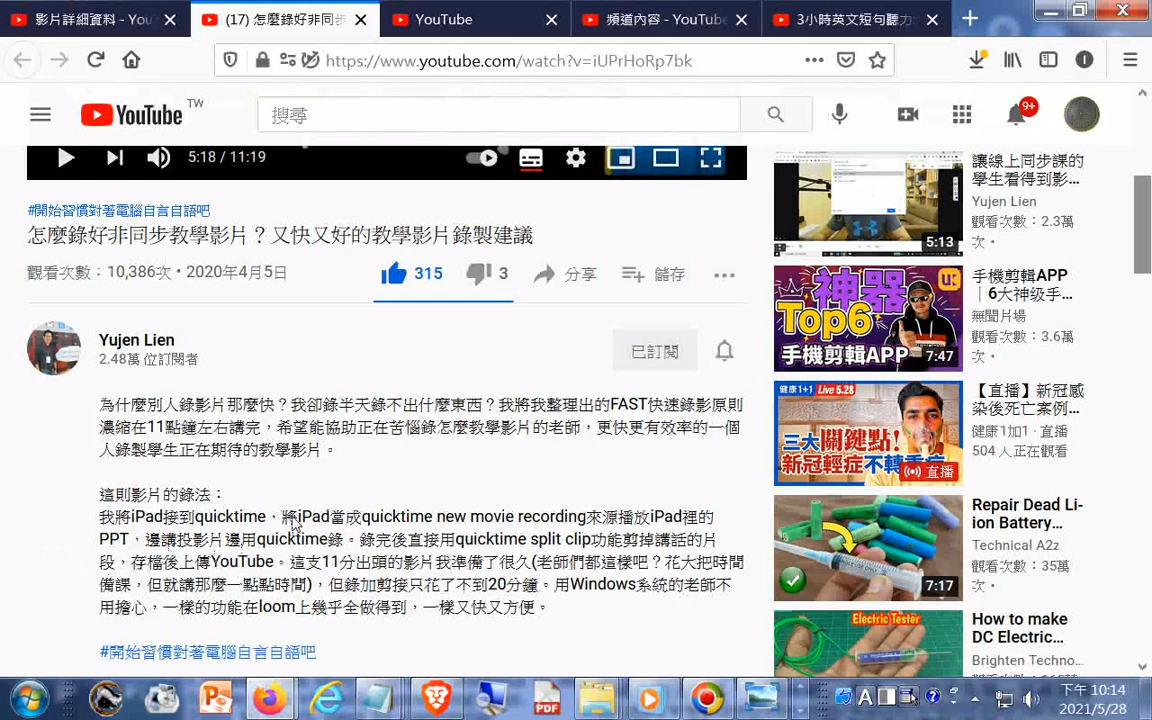 影片詳細資料 - You
(17) 怎麼錄好非同步
YouTube
頻道內容 - YouTube
3小時英文短句聽力
https://www.youtube.com/watch?v=iUPrHoRp7bk
YouTube TW
搜尋
9+
5:18 / 11:19
#開始習慣對著電腦自言自語吧
怎麼錄好非同步教學影片？又快又好的教學影片錄製建議
觀看次數：10,386次 • 2020年4月5日
315
3
分享
儲存
Yujen Lien
2.48萬 位訂閱者
已訂閱
為什麼別人錄影片那麼快？我卻錄半天錄不出什麼東西？我將我整理出的FAST快速錄影原則
濃縮在11點鐘左右講完，希望能協助正在苦惱錄怎麼教學影片的老師，更快更有效率的一個
人錄製學生正在期待的教學影片。
這則影片的錄法：
我將iPad接到quicktime，將iPad當成quicktime new movie recording來源播放iPad裡的
PPT，邊講投影片邊用quicktime錄。錄完後直接用quicktime split clip功能剪掉講話的片
段，存檔後上傳YouTube。這支11分出頭的影片我準備了很久(老師們都這樣吧？花大把時間
備課，但就講那麼一點點時間)，但錄加剪接只花了不到20分鐘。用Windows系統的老師不
用擔心，一樣的功能在loom上幾乎全做得到，一樣又快又方便。
#開始習慣對著電腦自言自語吧
5:13
讓線上同步課的
學生看得到影...
Yujen Lien
觀看次數：2.3萬
次 •
神器
Top6
手機剪輯APP
7:47
手機剪輯APP
｜6大神级手...
無聞片場
觀看次數：3.6萬
次 •
健康1+1 Live 5.28
三大關鍵點！
新冠輕症不轉重症
直播
【直播】新冠感
染後死亡案例...
健康1加1 · 直播
504 人正在觀看
7:17
Repair Dead Li-
ion Battery...
Technical A2z
觀看次數：35萬
次 •
Electric Tester
How to make
DC Electric...
Brighten Techno...
PDF
A
下午 10:14
2021/5/28